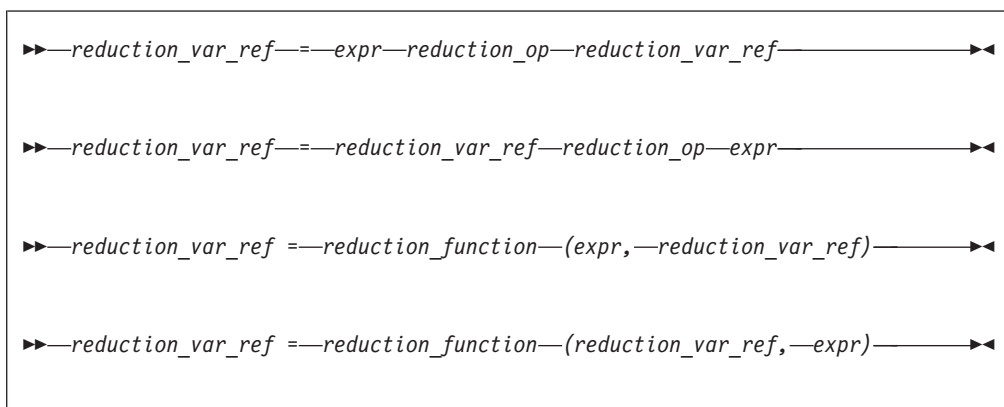 ►►—reduction_var_ref—=—expr—reduction_op—reduction_var_ref—►◄
►►—reduction_var_ref—=—reduction_var_ref—reduction_op—expr—►◄
►►—reduction_var_ref =—reduction_function—(expr,—reduction_var_ref)—►◄
►►—reduction_var_ref =—reduction_function—(reduction_var_ref,—expr)—►◄